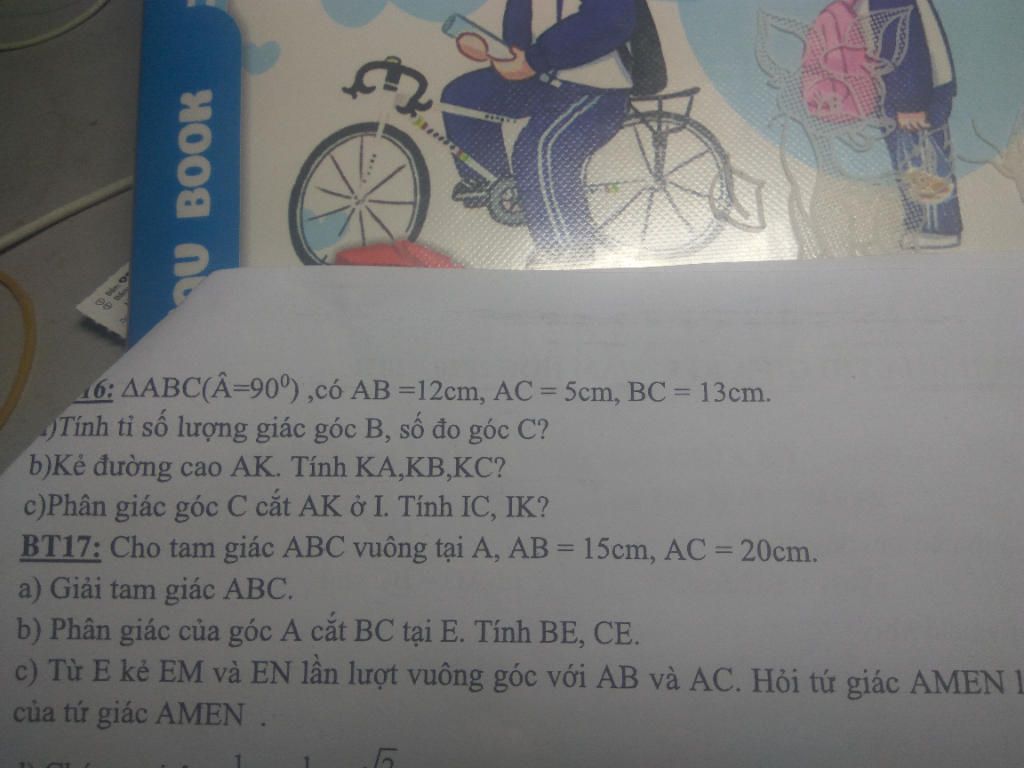 BOOK
16: ΔABC(Â=90⁰) ,có AB =12cm, AC = 5cm, BC = 13cm.
)Tính tỉ số lượng giác góc B, số đo góc C?
b)Kẻ đường cao AK. Tính KA,KB,KC?
c)Phân giác góc C cắt AK ở I. Tính IC, IK?
BT17: Cho tam giác ABC vuông tại A, AB = 15cm, AC = 20cm.
a) Giải tam giác ABC.
b) Phân giác của góc A cắt BC tại E. Tính BE, CE.
c) Từ E kẻ EM và EN lần lượt vuông góc với AB và AC. Hỏi tứ giác AMEN
của tứ giác AMEN .